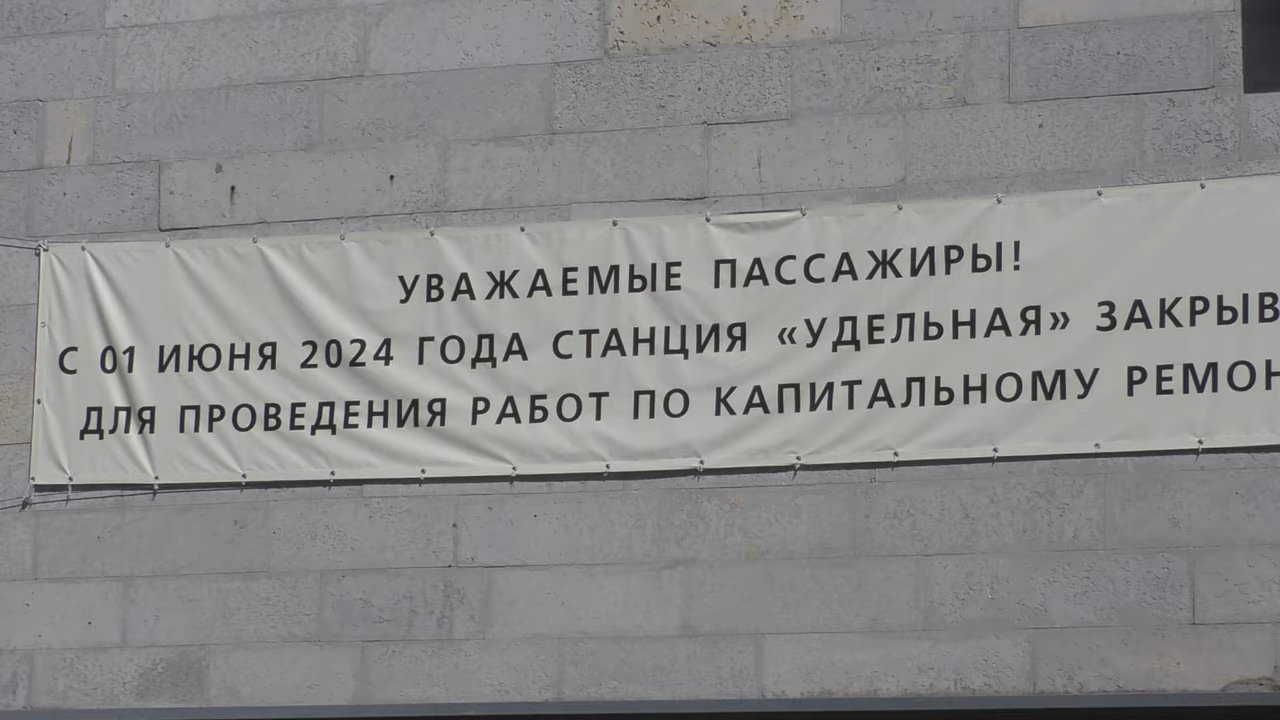 УВАЖАЕМЫЕ ПАССАЖИРЫ!
С 01 ИЮНЯ 2024 ГОДА СТАНЦИЯ «УДЕЛЬНАЯ» ЗАКРЫВ
ДЛЯ ПРОВЕДЕНИЯ РАБОТ ПО КАПИТАЛЬНОМУ РЕМОН